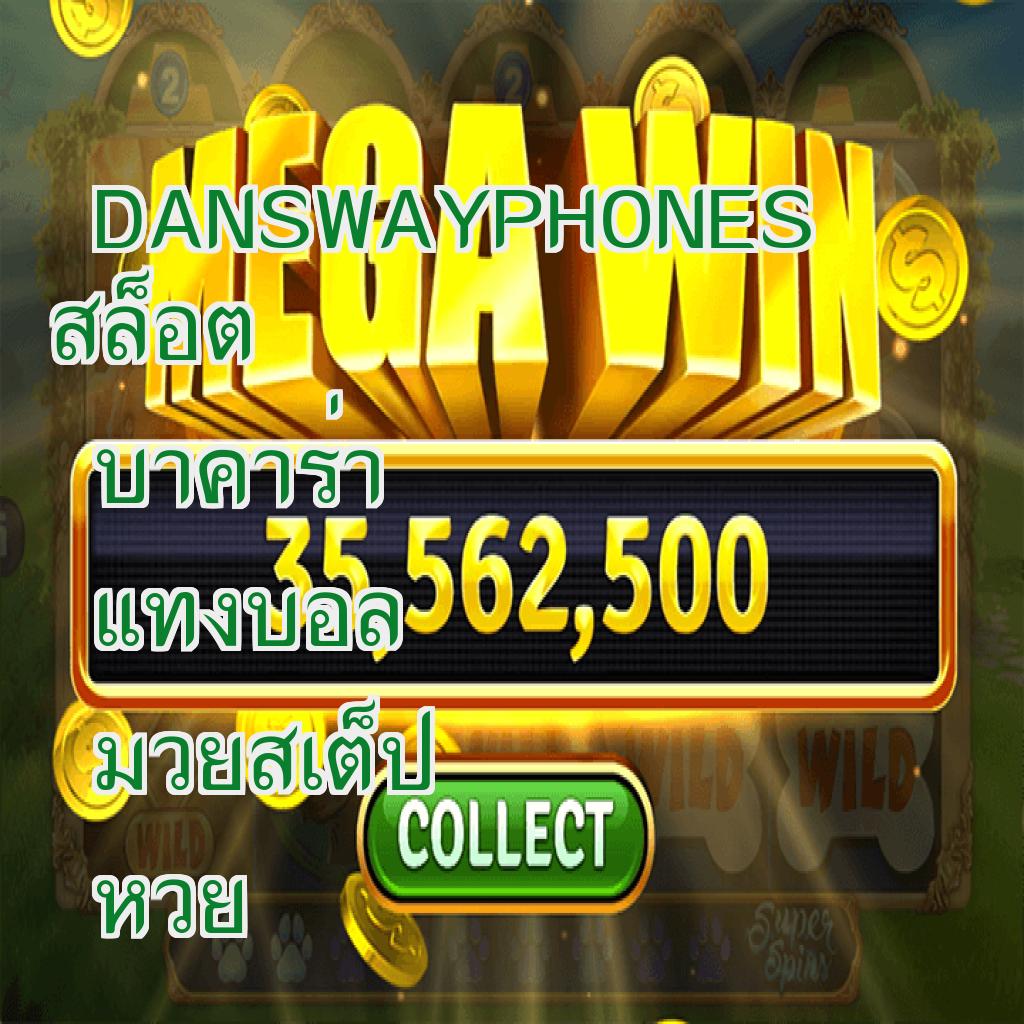 2
2
MEGA WIN
DANSWAYPHONES
สล็อต
บาคาร่า
35,562,500
แทงบอล
มวยสเต็ป
WILD
WILD
WILD
COLLECT
หวย
Super
Spins